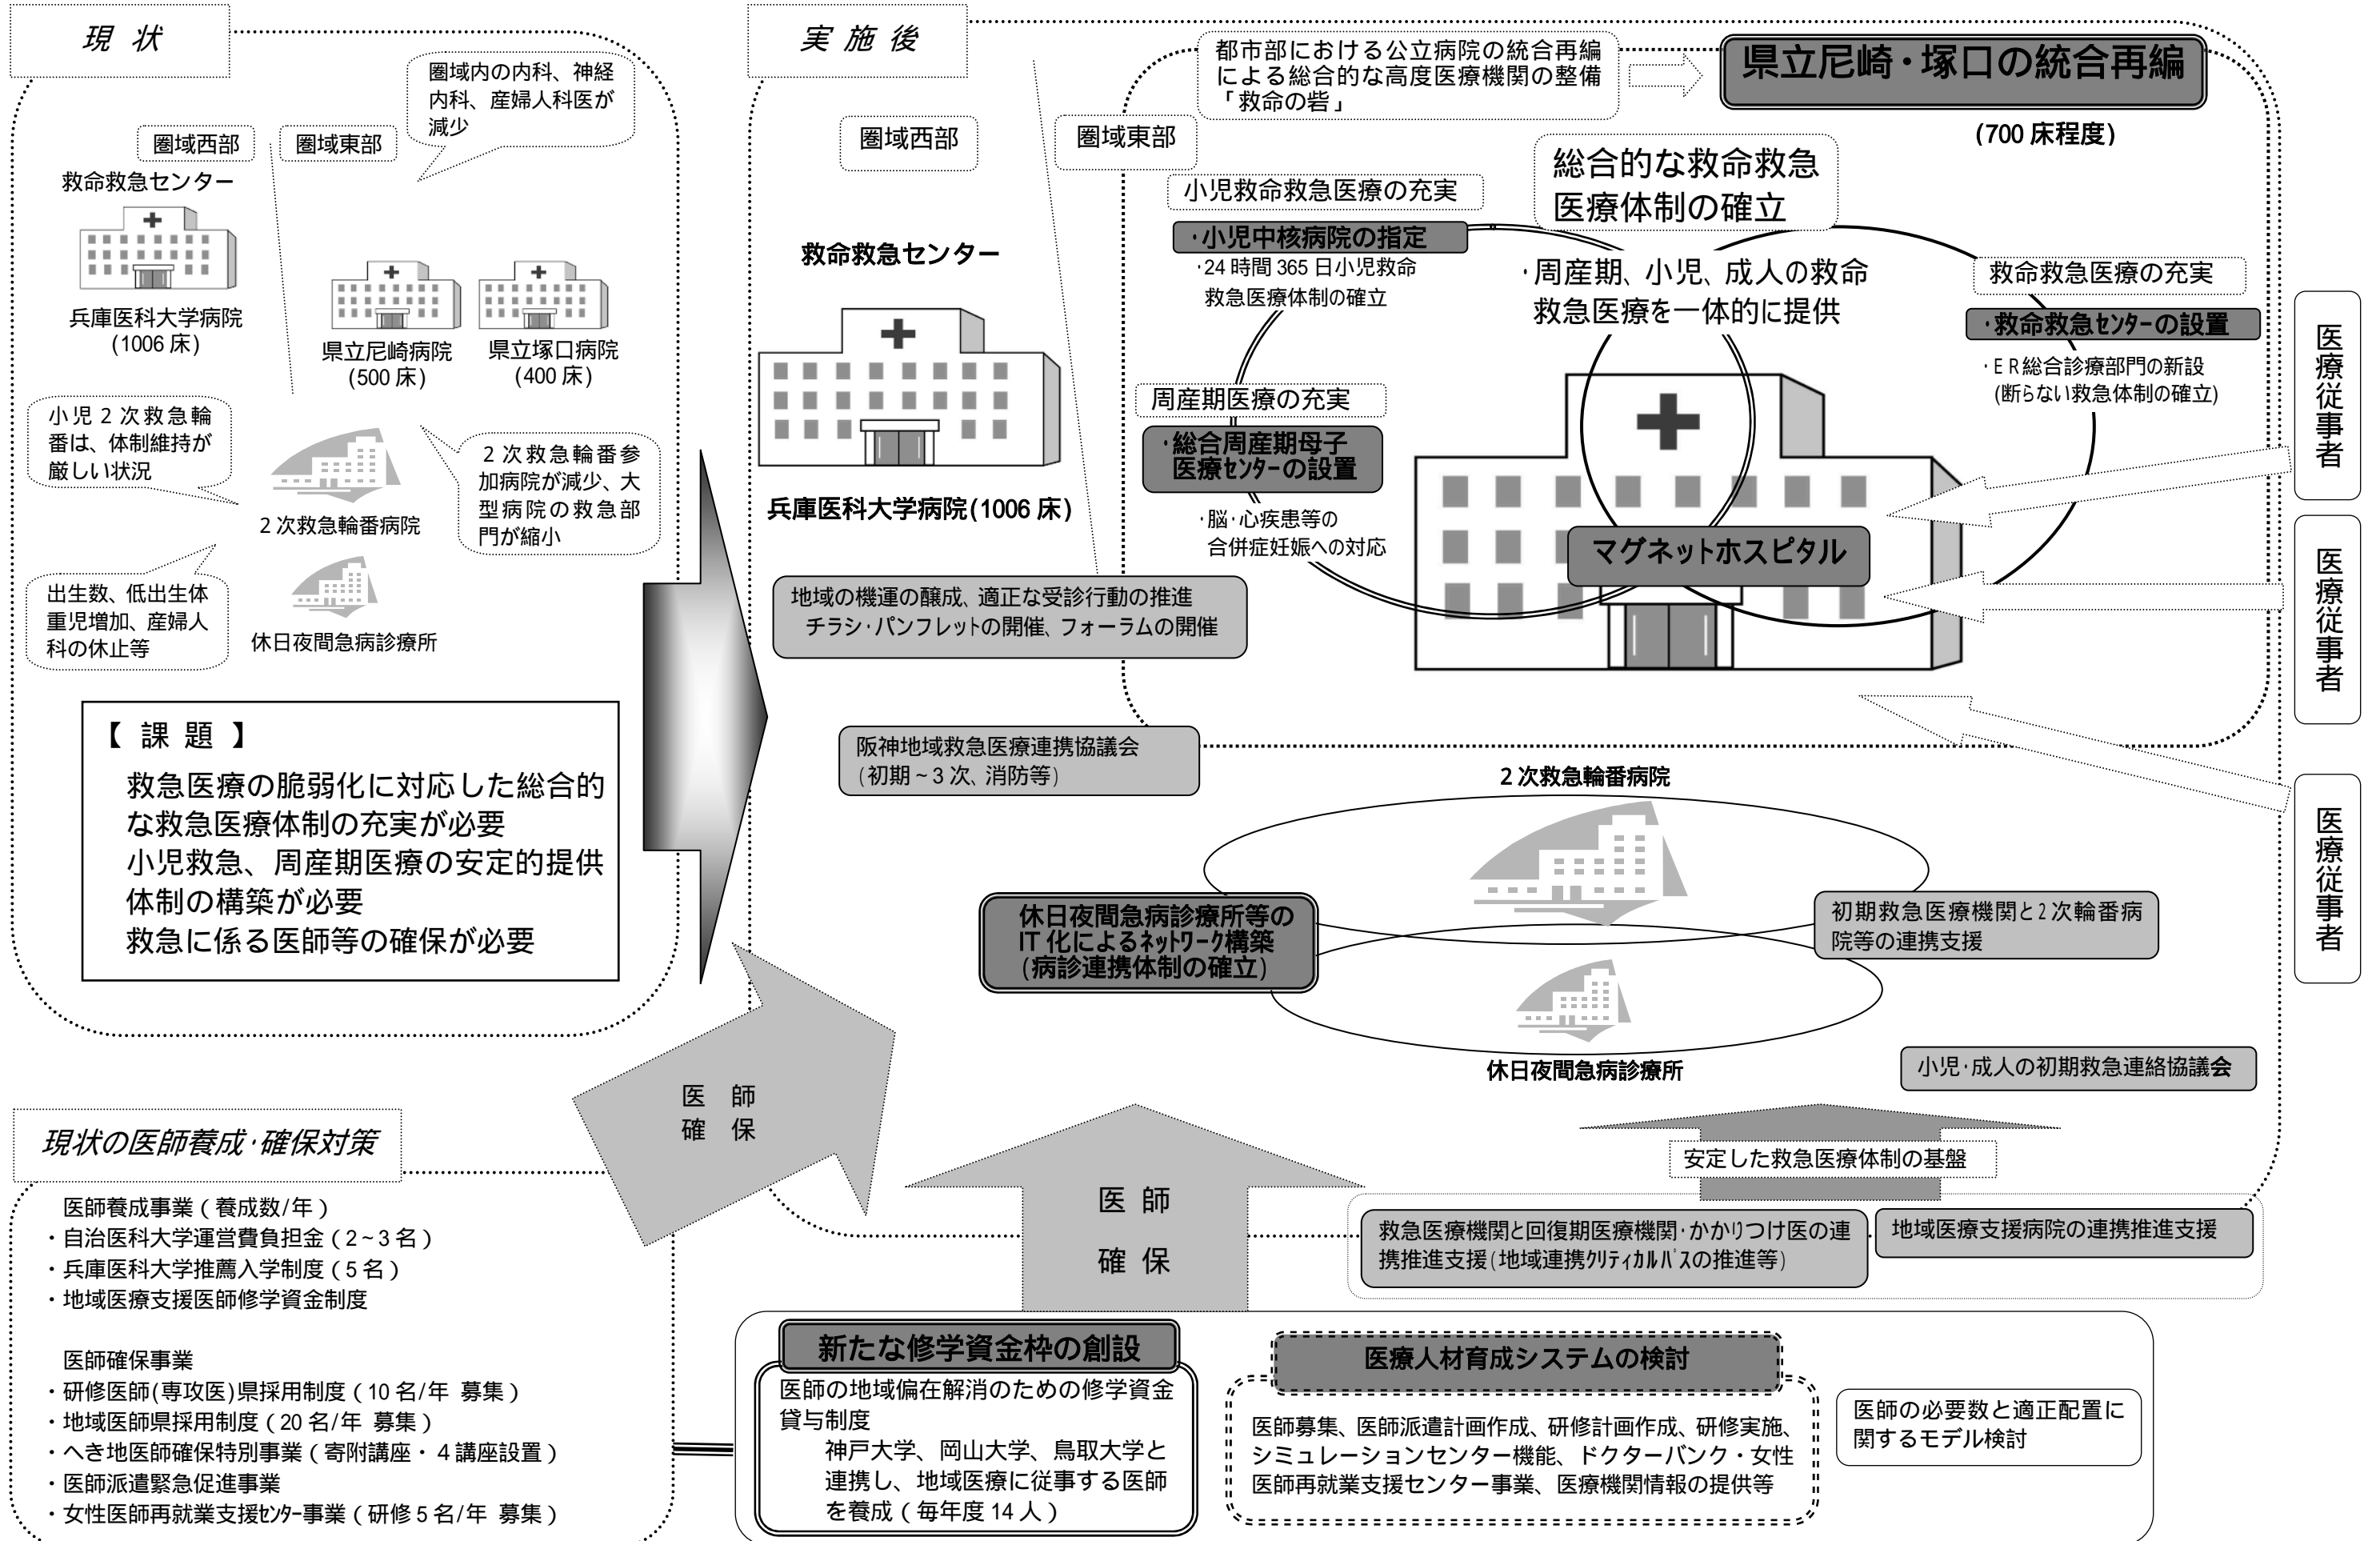 現 状
圏域内の内科、神経
内科、産婦人科医が
減少
圏域西部
圏域東部
救命救急センター
兵庫医科大学病院
(1006 床)
県立尼崎病院
(500 床)
県立塚口病院
(400 床)
小児 2 次救急輪
番は、体制維持が
厳しい状況
2 次救急輪番病院
2 次救急輪番参
加病院が減少、大
型病院の救急部
門が縮小
出生数、低出生体
重児増加、産婦人
科の休止等
休日夜間急病診療所
【 課 題 】
救急医療の脆弱化に対応した総合的
な救急医療体制の充実が必要
小児救急、周産期医療の安定的提供
体制の構築が必要
救急に係る医師等の確保が必要
現状の医師養成・確保対策
医師養成事業（養成数/年）
・自治医科大学運営費負担金（2~3 名）
・兵庫医科大学推薦入学制度（5 名）
・地域医療支援医師修学資金制度
医師確保事業
・研修医師(専攻医)県採用制度（10 名/年 募集）
・地域医師県採用制度（20 名/年 募集）
・へき地医師確保特別事業（寄附講座・４講座設置）
・医師派遣緊急促進事業
・女性医師再就業支援ｾﾝﾀｰ事業（研修 5 名/年 募集）
医 師
確 保
実 施 後
圏域西部
圏域東部
都市部における公立病院の統合再編
による総合的な高度医療機関の整備
「救命の砦」
県立尼崎・塚口の統合再編
(700 床程度)
総合的な救命救急
医療体制の確立
・周産期、小児、成人の救命
救急医療を一体的に提供
小児救命救急医療の充実
・小児中核病院の指定
・24 時間 365 日小児救命
救急医療体制の確立
救命救急医療の充実
・救命救急ｾﾝﾀｰの設置
・ＥＲ総合診療部門の新設
(断らない救急体制の確立)
救命救急センター
兵庫医科大学病院(1006 床)
周産期医療の充実
・総合周産期母子
医療ｾﾝﾀｰの設置
・脳・心疾患等の
合併症妊娠への対応
マグネットホスピタル
医療従事者
医療従事者
医療従事者
地域の機運の醸成、適正な受診行動の推進
チラシ・パンフレットの開催、フォーラムの開催
阪神地域救急医療連携協議会
(初期～3 次、消防等)
2 次救急輪番病院
休日夜間急病診療所等の
IT 化によるﾈｯﾄﾜｰｸ構築
(病診連携体制の確立)
初期救急医療機関と2 次輪番病
院等の連携支援
休日夜間急病診療所
小児・成人の初期救急連絡協議会
安定した救急医療体制の基盤
救急医療機関と回復期医療機関・かかりつけ医の連
携推進支援(地域連携ｸﾘﾃｨｶﾙﾊﾟｽの推進等)
地域医療支援病院の連携推進支援
医 師
確 保
新たな修学資金枠の創設
医師の地域偏在解消のための修学資金
貸与制度
神戸大学、岡山大学、鳥取大学と
連携し、地域医療に従事する医師
を養成（毎年度 14 人）
医療人材育成システムの検討
医師募集、医師派遣計画作成、研修計画作成、研修実施、
シミュレーションセンター機能、ドクターバンク・女性
医師再就業支援センター事業、医療機関情報の提供等
医師の必要数と適正配置に
関するモデル検討